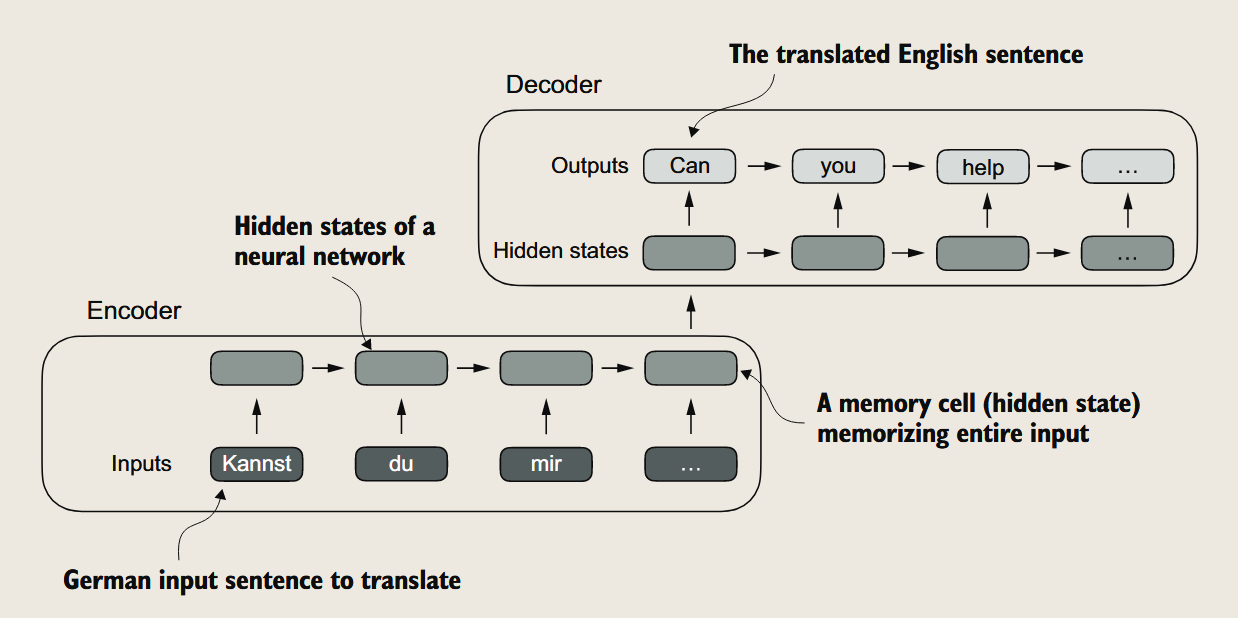 The translated English sentence
Decoder
Outputs Can you help ...
Hidden states ...
Hidden states of a
neural network
Encoder
A memory cell (hidden state)
memorizing entire input
Inputs Kannst du mir ...
German input sentence to translate